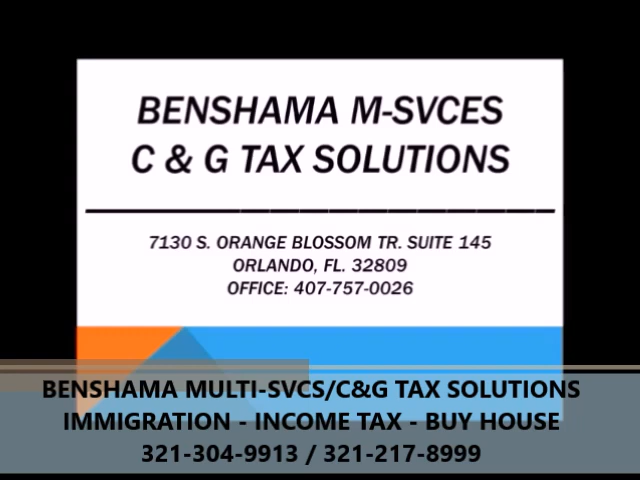 BENSHAMA M-SVCES
C & G TAX SOLUTIONS
7130 S. ORANGE BLOSSOM TR. SUITE 145
ORLANDO, FL. 32809
OFFICE: 407-757-0026
BENSHAMA MULTI-SVCS/C&G TAX SOLUTIONS
IMMIGRATION - INCOME TAX - BUY HOUSE
321-304-9913 / 321-217-8999